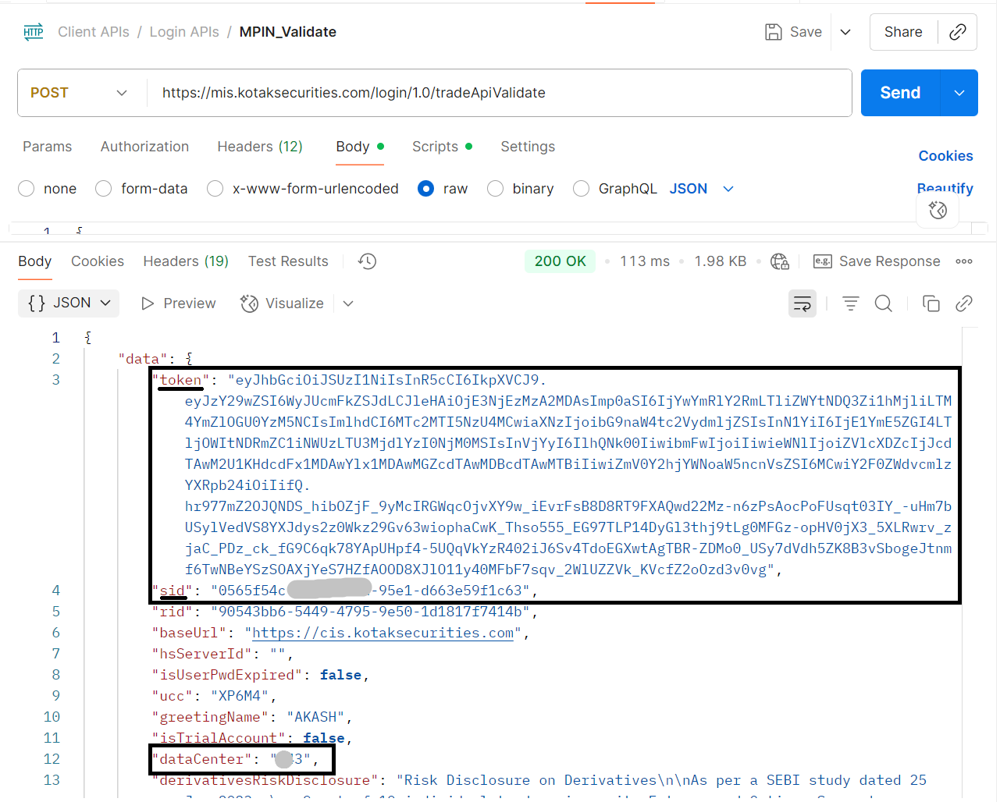 HTTP Client APIs / Login APIs / MPIN_Validate Save Share
POST https://mis.kotaksecurities.com/login/1.0/tradeApiValidate Send
Params Authorization Headers (12) Body Scripts Settings Cookies
none form-data x-www-form-urlencoded raw binary GraphQL JSON Beautify
1 {
Body Cookies Headers (19) Test Results 200 OK • 113 ms • 1.98 KB e.g. Save Response
{} JSON Preview Visualize
1 {
2 "data": {
3 "token": "eyJhbGciOiJSUzI1NiIsInR5cCI6IkpXVCJ9.
eyJzY29wZSI6WyJUcmFkZSJdLCJleHAiOjE3NjEzMzA2MDAsImp0aSI6IjYwYmRlY2RmLTliZWYtNDQ3Zi1hMjliLTM
4YmZlOGU0YzM5NCIsImlhdCI6MTc2MTI5NzU4MCwiaXNzIjoibG9naW4tc2VydmljZSIsInN1YiI6IjE1YmE5ZGI4LT
ljOWItNDRmZC1iNWUzLTU3MjdlYzI0NjM0MSIsInVjYyI6IlhQNk00IiwibmFwIjoiIiwieWNlIjoiZVlcXDZcIjJcd
TAwM2U1KHdcdFx1MDAwYlx1MDAwMGZcdTAwMDBcdTAwMTBiIiwiZmV0Y2hjYWNoaW5ncnVsZSI6MCwiY2F0ZWdvcmlz
YXRpb24iOiIifQ.
hr977mZ2OJQNDS_hibOZjF_9yMcIRGWqcOjvXY9w_iEvrFsB8D8RT9FXAQwd22Mz-n6zPsAocPoFUsqt03IY_-uHm7b
USylVedVS8YXJdys2z0Wkz29Gv63wiophaCwK_Thso555_EG97TLP14DyGl3thj9tLg0MFGz-opHV0jX3_5XLRwrv_z
jaC_PDz_ck_fG9C6qk78YApUHpf4-5UQqVkYzR402iJ6Sv4TdoEGXwtAgTBR-ZDMo0_USy7dVdh5ZK8B3vSbogeJtnm
f6TwNBeYSzSOAXjYeS7HZfAOOD8XJlO11y40MFbF7sqv_2WlUZZVk_KVcfZ2oOzd3v0vg",
4 "sid": "0565f54c -95e1-d663e59f1c63",
5 "rid": "90543bb6-5449-4795-9e50-1d1817f7414b",
6 "baseUrl": "https://cis.kotaksecurities.com",
7 "hsServerId": "",
8 "isUserPwdExpired": false,
9 "ucc": "XP6M4",
10 "greetingName": "AKASH",
11 "isTrialAccount": false,
12 "dataCenter": " 3",
13 "derivativesRiskDisclosure": "Risk Disclosure on Derivatives\n\nAs per a SEBI study dated 25